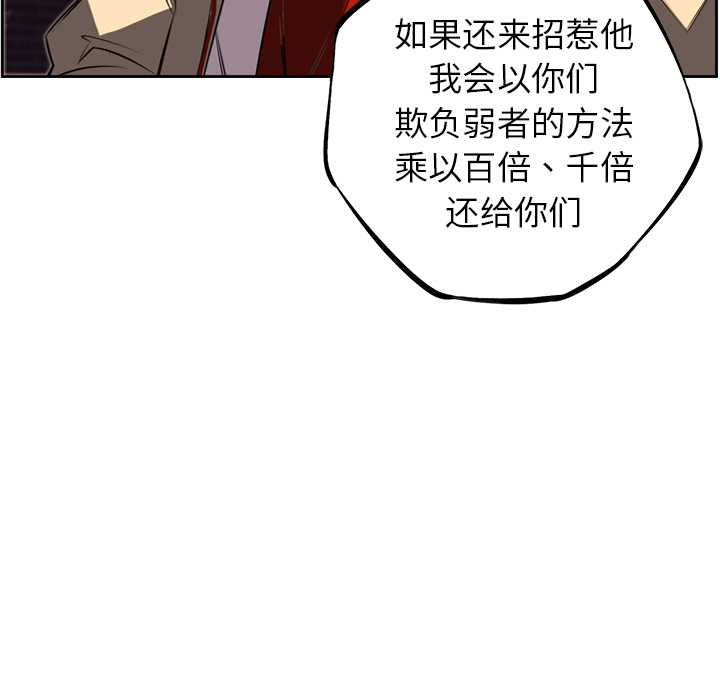 如果还来招惹他
我会以你们
欺负弱者的方法
乘以百倍、千倍
还给你们